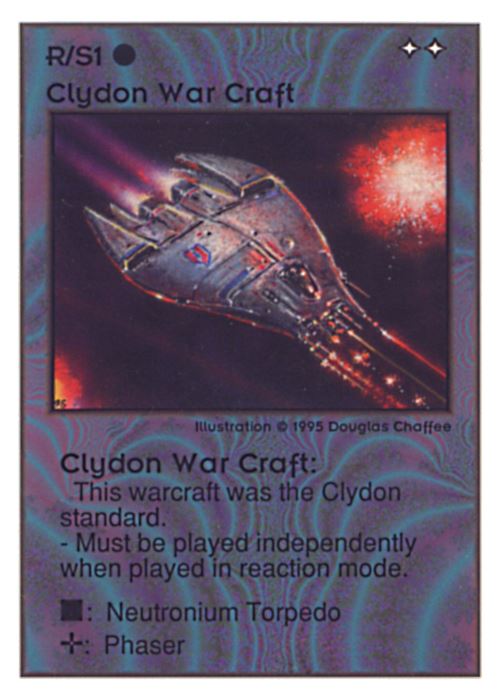 R/S1
Clydon War Craft
Illustration © 1995 Douglas Chaffee
Clydon War Craft:
This warcraft was the Clydon
standard.
- Must be played independently
when played in reaction mode.
: Neutronium Torpedo
: Phaser